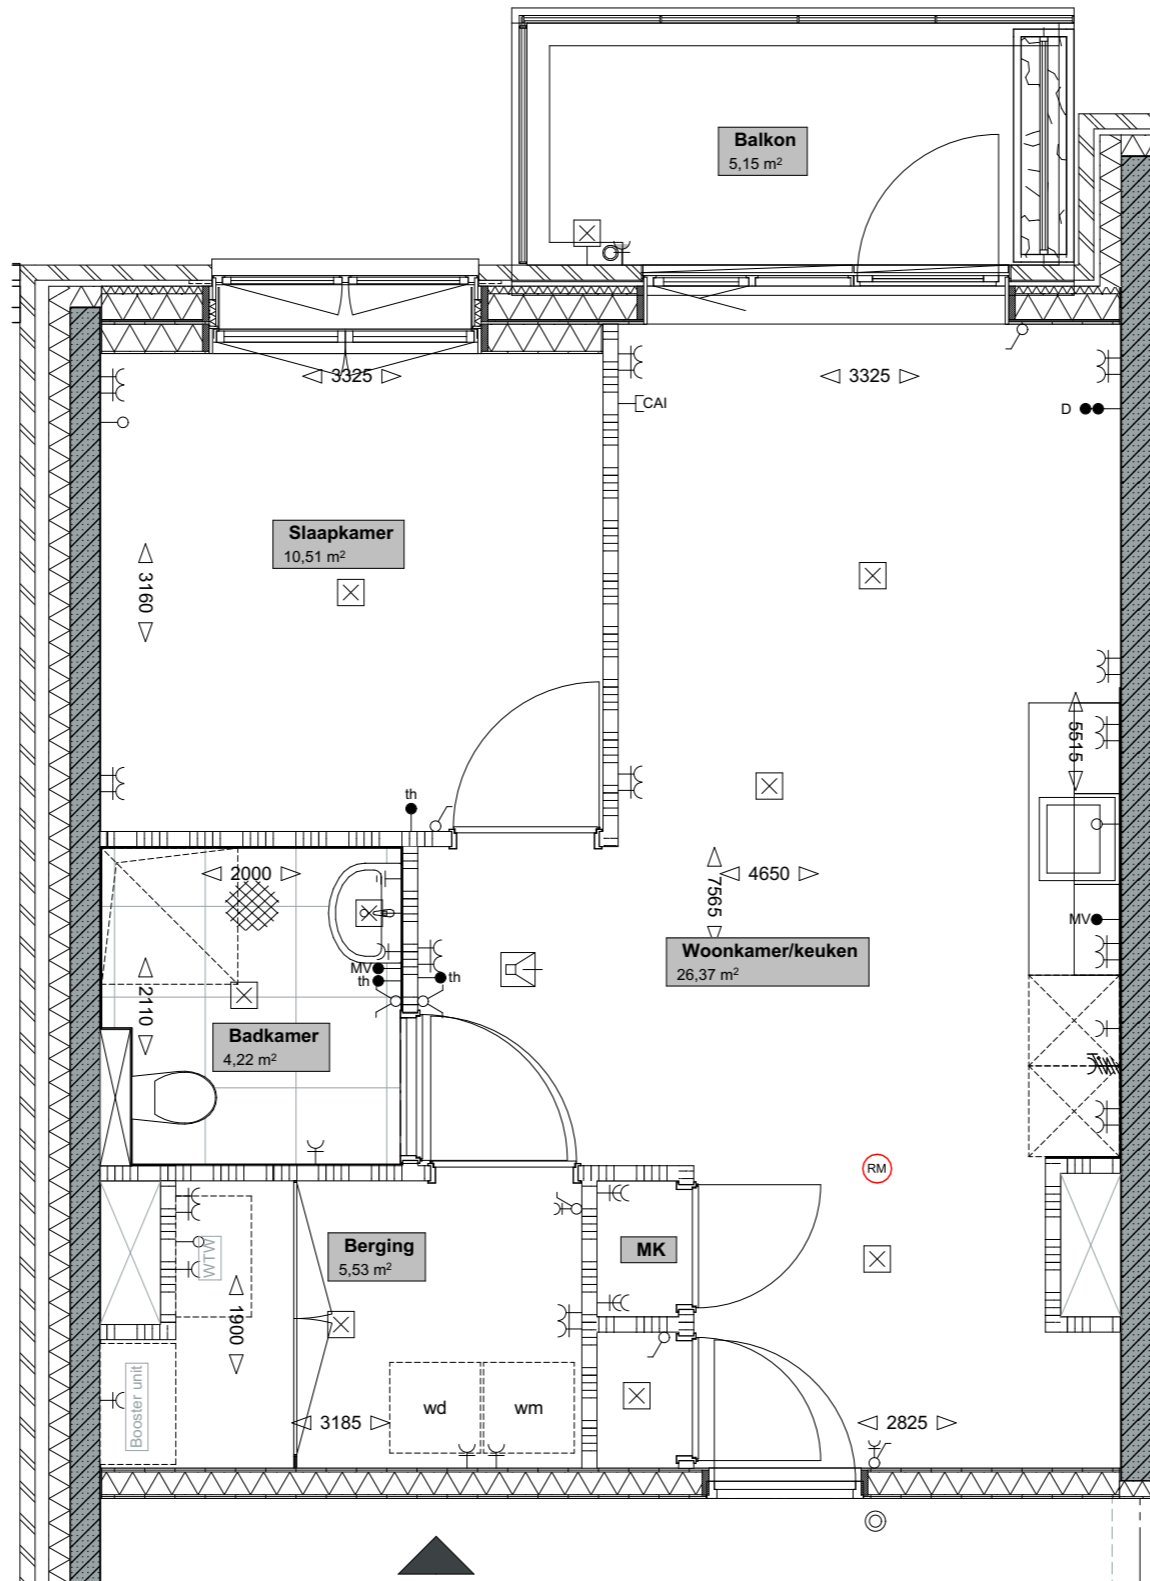 Balkon
5,15 m²
3325
3325
CAI
D
Slaapkamer
10,51 m²
3160
5515
th
2000
4650
7565
MV
Woonkamer/keuken
26,37 m²
MV
th
th
2110
Badkamer
4,22 m²
RM
WTW
Berging
5,53 m²
MK
1900
Booster unit
wd
wm
3185
2825